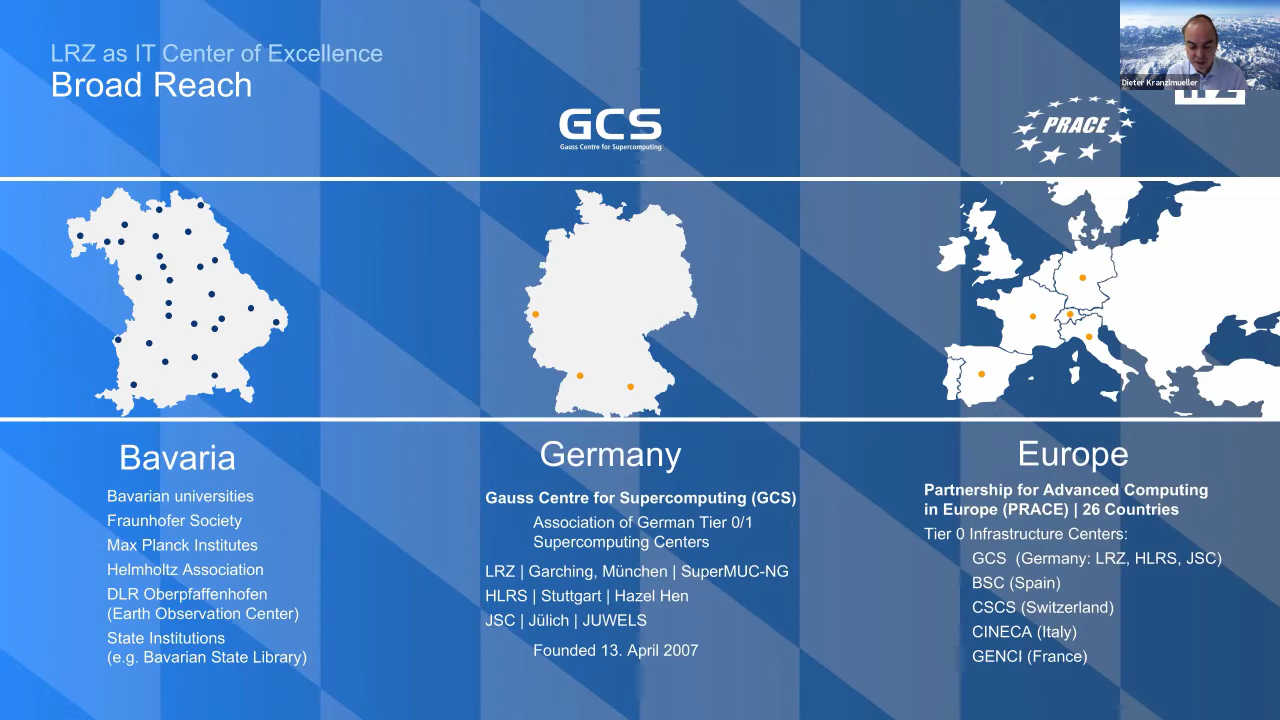 LRZ as IT Center of Excellence
Broad Reach
GCS
Gauss Centre for Supercomputing
PRACE
Dieter Kranzlmueller
Bavaria
Bavarian universities
Fraunhofer Society
Max Planck Institutes
Helmholtz Association
DLR Oberpfaffenhofen
(Earth Observation Center)
State Institutions
(e.g. Bavarian State Library)
Germany
Gauss Centre for Supercomputing (GCS)
Association of German Tier 0/1
Supercomputing Centers
LRZ | Garching, München | SuperMUC-NG
HLRS | Stuttgart | Hazel Hen
JSC | Jülich | JUWELS
Founded 13. April 2007
Europe
Partnership for Advanced Computing
in Europe (PRACE) | 26 Countries
Tier 0 Infrastructure Centers:
GCS (Germany: LRZ, HLRS, JSC)
BSC (Spain)
CSCS (Switzerland)
CINECA (Italy)
GENCI (France)